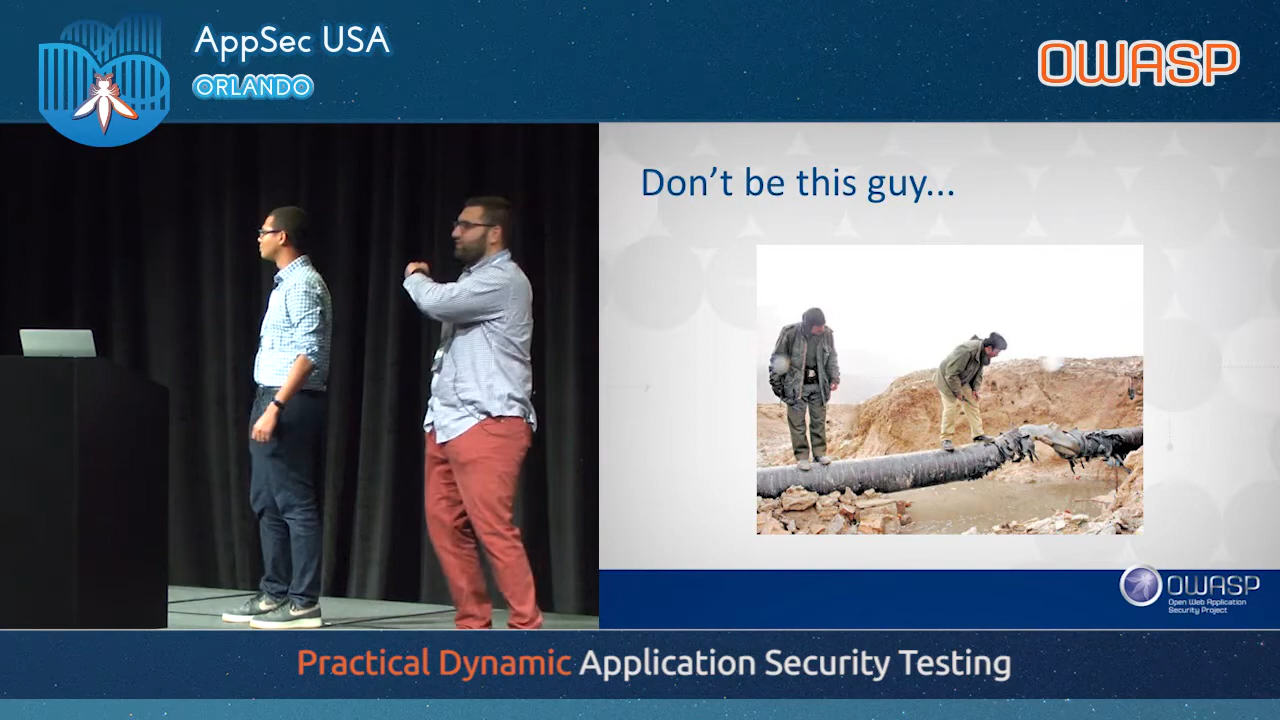 AppSec USA
ORLANDO
OWASP
Don't be this guy...
OWASP
Open Web Application
Security Project
Practical Dynamic Application Security Testing